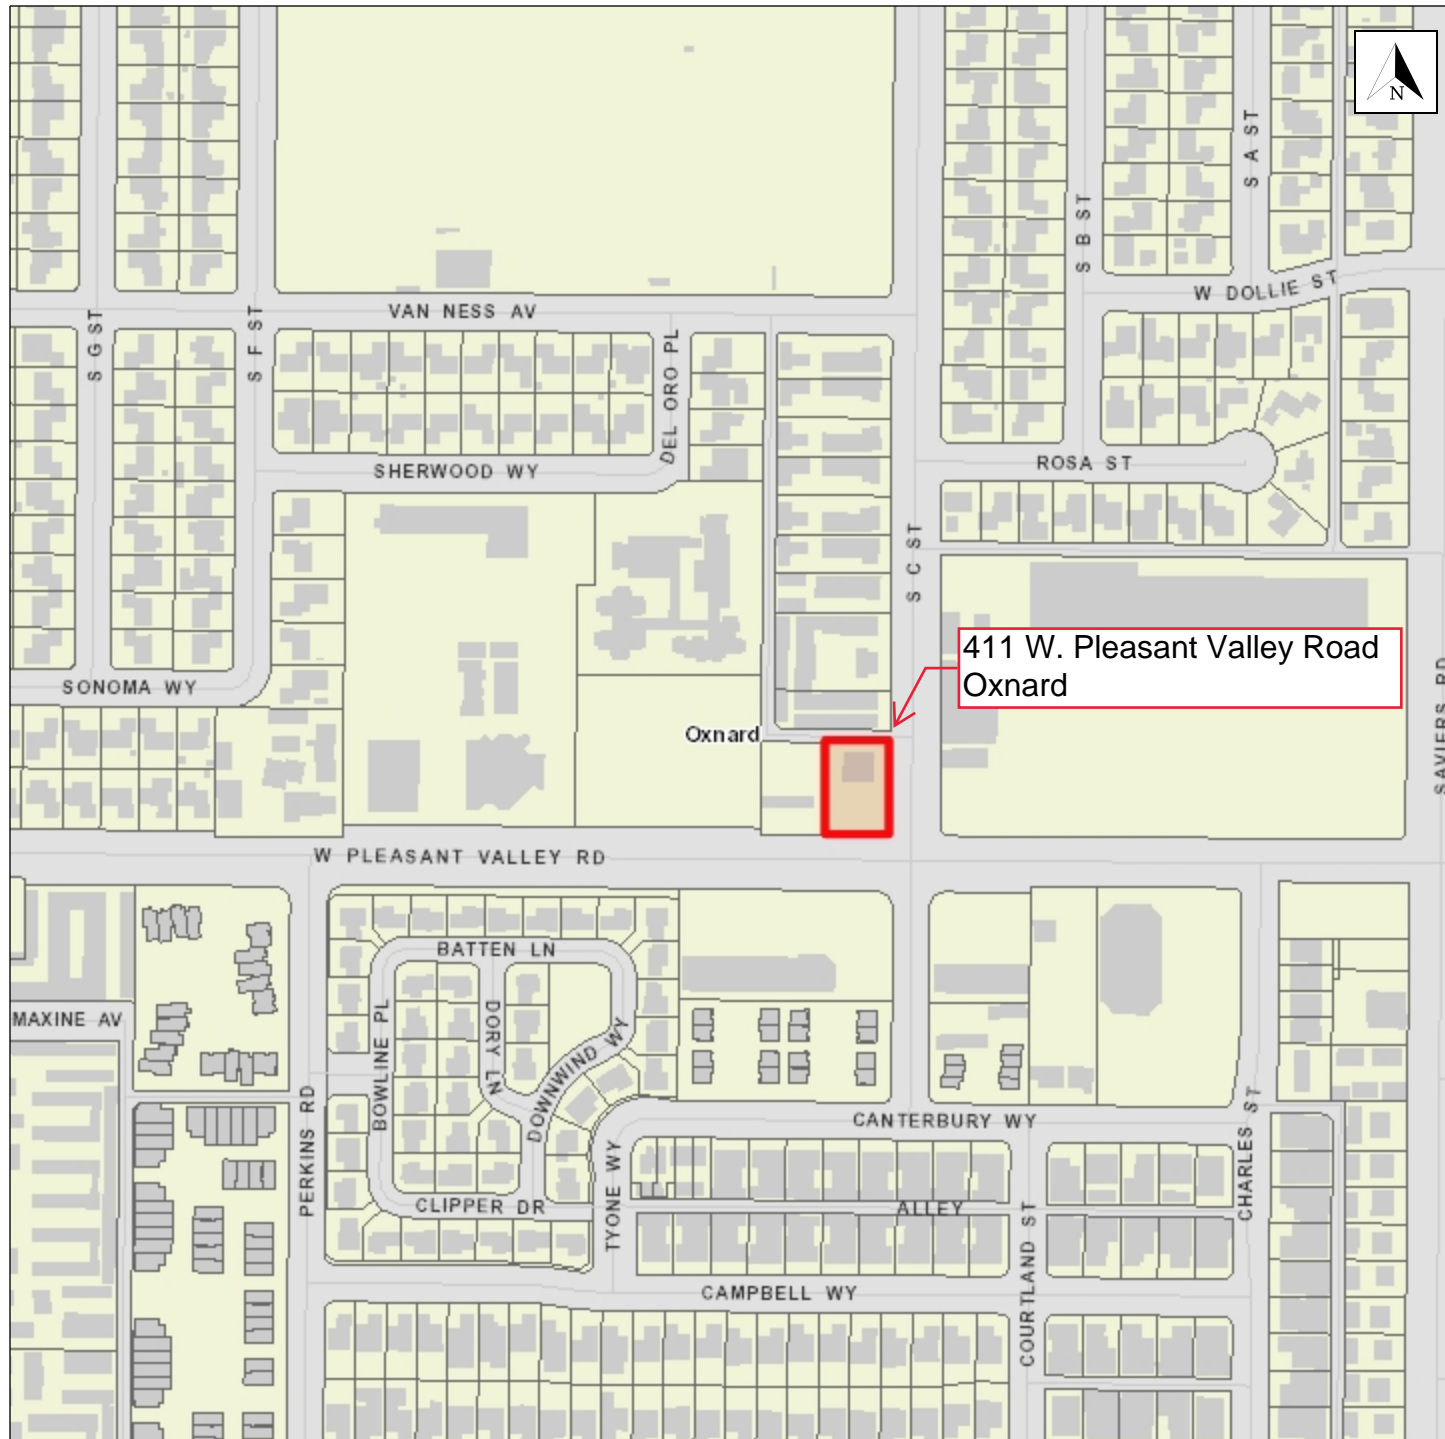 N
S A ST
S B ST
W DOLLIE ST
VAN NESS AV
S G ST
S F ST
DEL ORO PL
SHERWOOD WY
ROSA ST
S C ST
411 W. Pleasant Valley Road
Oxnard
SONOMA WY
Oxnard
SAVIERS RD
W PLEASANT VALLEY RD
BATTEN LN
MAXINE AV
BOWLINE PL
DORY LN
DOWNWIND WY
PERKINS RD
CANTERBURY WY
CHARLES ST
TYONE WY
CLIPPER DR
ALLEY
COURTLAND ST
CAMPBELL WY